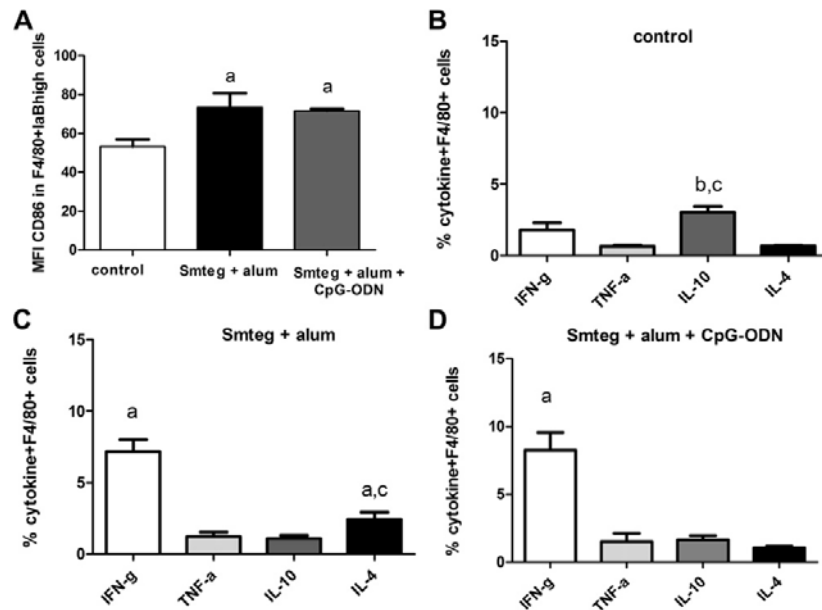 A
MFI CD86 in F4/80+IaBhigh cells
100
80
60
40
20
0
a
a
control
Smteg + alum
Smteg + alum +
CpG-ODN
B
control
% cytokine+F4/80+ cells
15
10
5
0
b,c
IFN-g
TNF-a
IL-10
IL-4
C
Smteg + alum
% cytokine+F4/80+ cells
15
10
5
0
a
a,c
IFN-g
TNF-a
IL-10
IL-4
D
Smteg + alum + CpG-ODN
% cytokine+F4/80+ cells
15
10
5
0
a
IFN-g
TNF-a
IL-10
IL-4